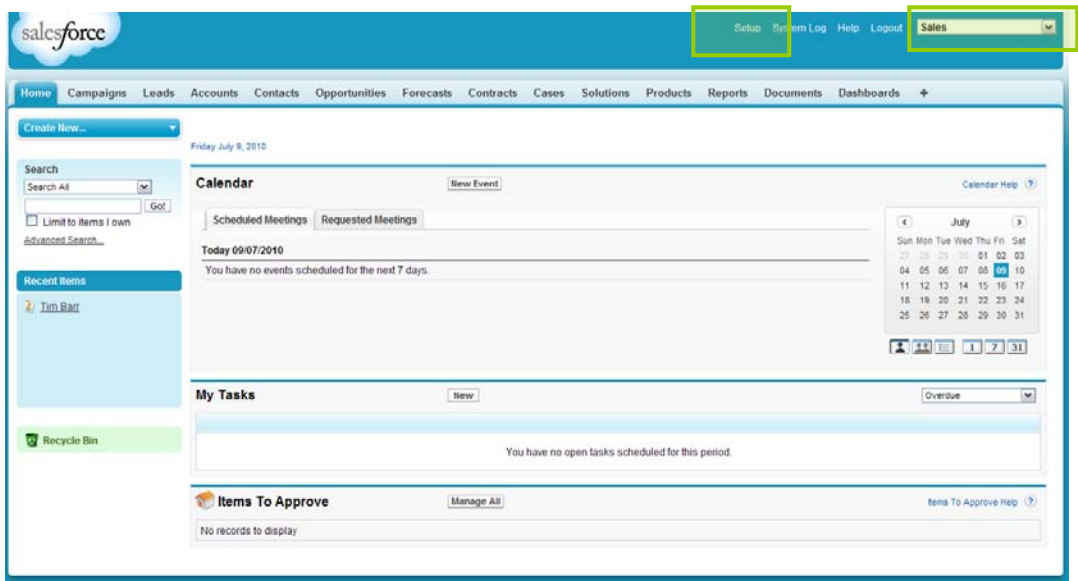 salesforce
Setup System Log Help Logout Sales
Home Campaigns Leads Accounts Contacts Opportunities Forecasts Contracts Cases Solutions Products Reports Documents Dashboards +
Create New...
Friday July 9, 2010
Search
Search All
Go!
Limit to items I own
Advanced Search...
Recent Items
Tim Barr
Recycle Bin
Calendar New Event Calendar Help ?
Scheduled Meetings Requested Meetings
Today 09/07/2010
You have no events scheduled for the next 7 days.
July
Sun Mon Tue Wed Thu Fri Sat
27 28 29 30 01 02 03
04 05 06 07 08 09 10
11 12 13 14 15 16 17
18 19 20 21 22 23 24
25 26 27 28 29 30 31
1 7 31
My Tasks New Overdue
You have no open tasks scheduled for this period.
Items To Approve Manage All Items To Approve Help ?
No records to display